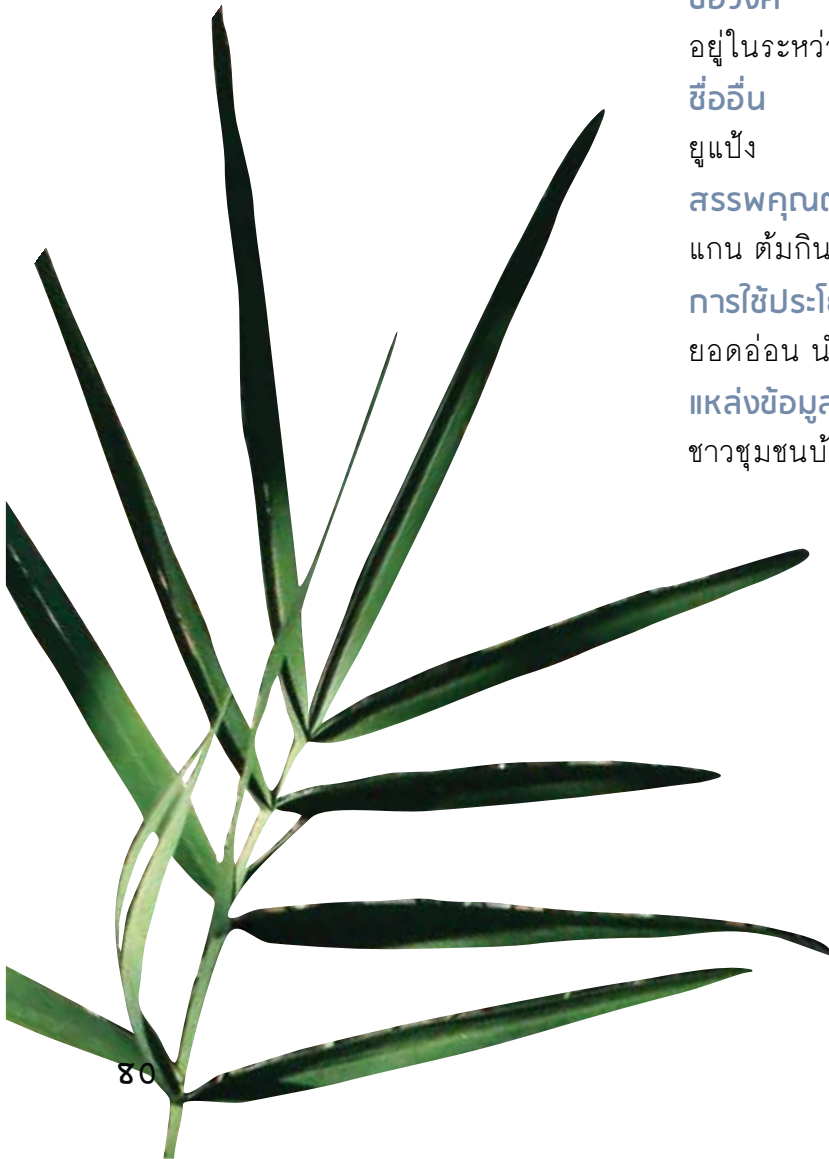 ชื่อวงศ์
อยู่ในระหว่
ชื่ออื่น
ยูแป้ง
สรรพคุณ
แกน ต้มกิน
การใช้ประโย
ยอดอ่อน
แหล่งข้อมูล
ชาวชุมชนบ้
80